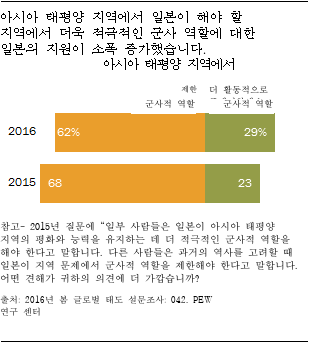 아시아 태평양 지역에서 일본이 해야 할
지역에서 더욱 적극적인 군사 역할에 대한
일본의 지원이 소폭 증가했습니다.
아시아 태평양 지역에서
제한 더 활동적으로
군사적 역할 군사적 역할
2016 62% 29%
2015 68 23
참고- 2015년 질문에 “일부 사람들은 일본이 아시아 태평양
지역의 평화와 능력을 유지하는 데 더 적극적인 군사적 역할을
해야 한다고 말합니다. 다른 사람들은 과거의 역사를 고려할 때
일본이 지역 문제에서 군사적 역할을 제한해야 한다고 말합니다.
어떤 견해가 귀하의 의견에 더 가깝습니까?
출처: 2016년 봄 글로벌 태도 설문조사: 042. PEW
연구 센터